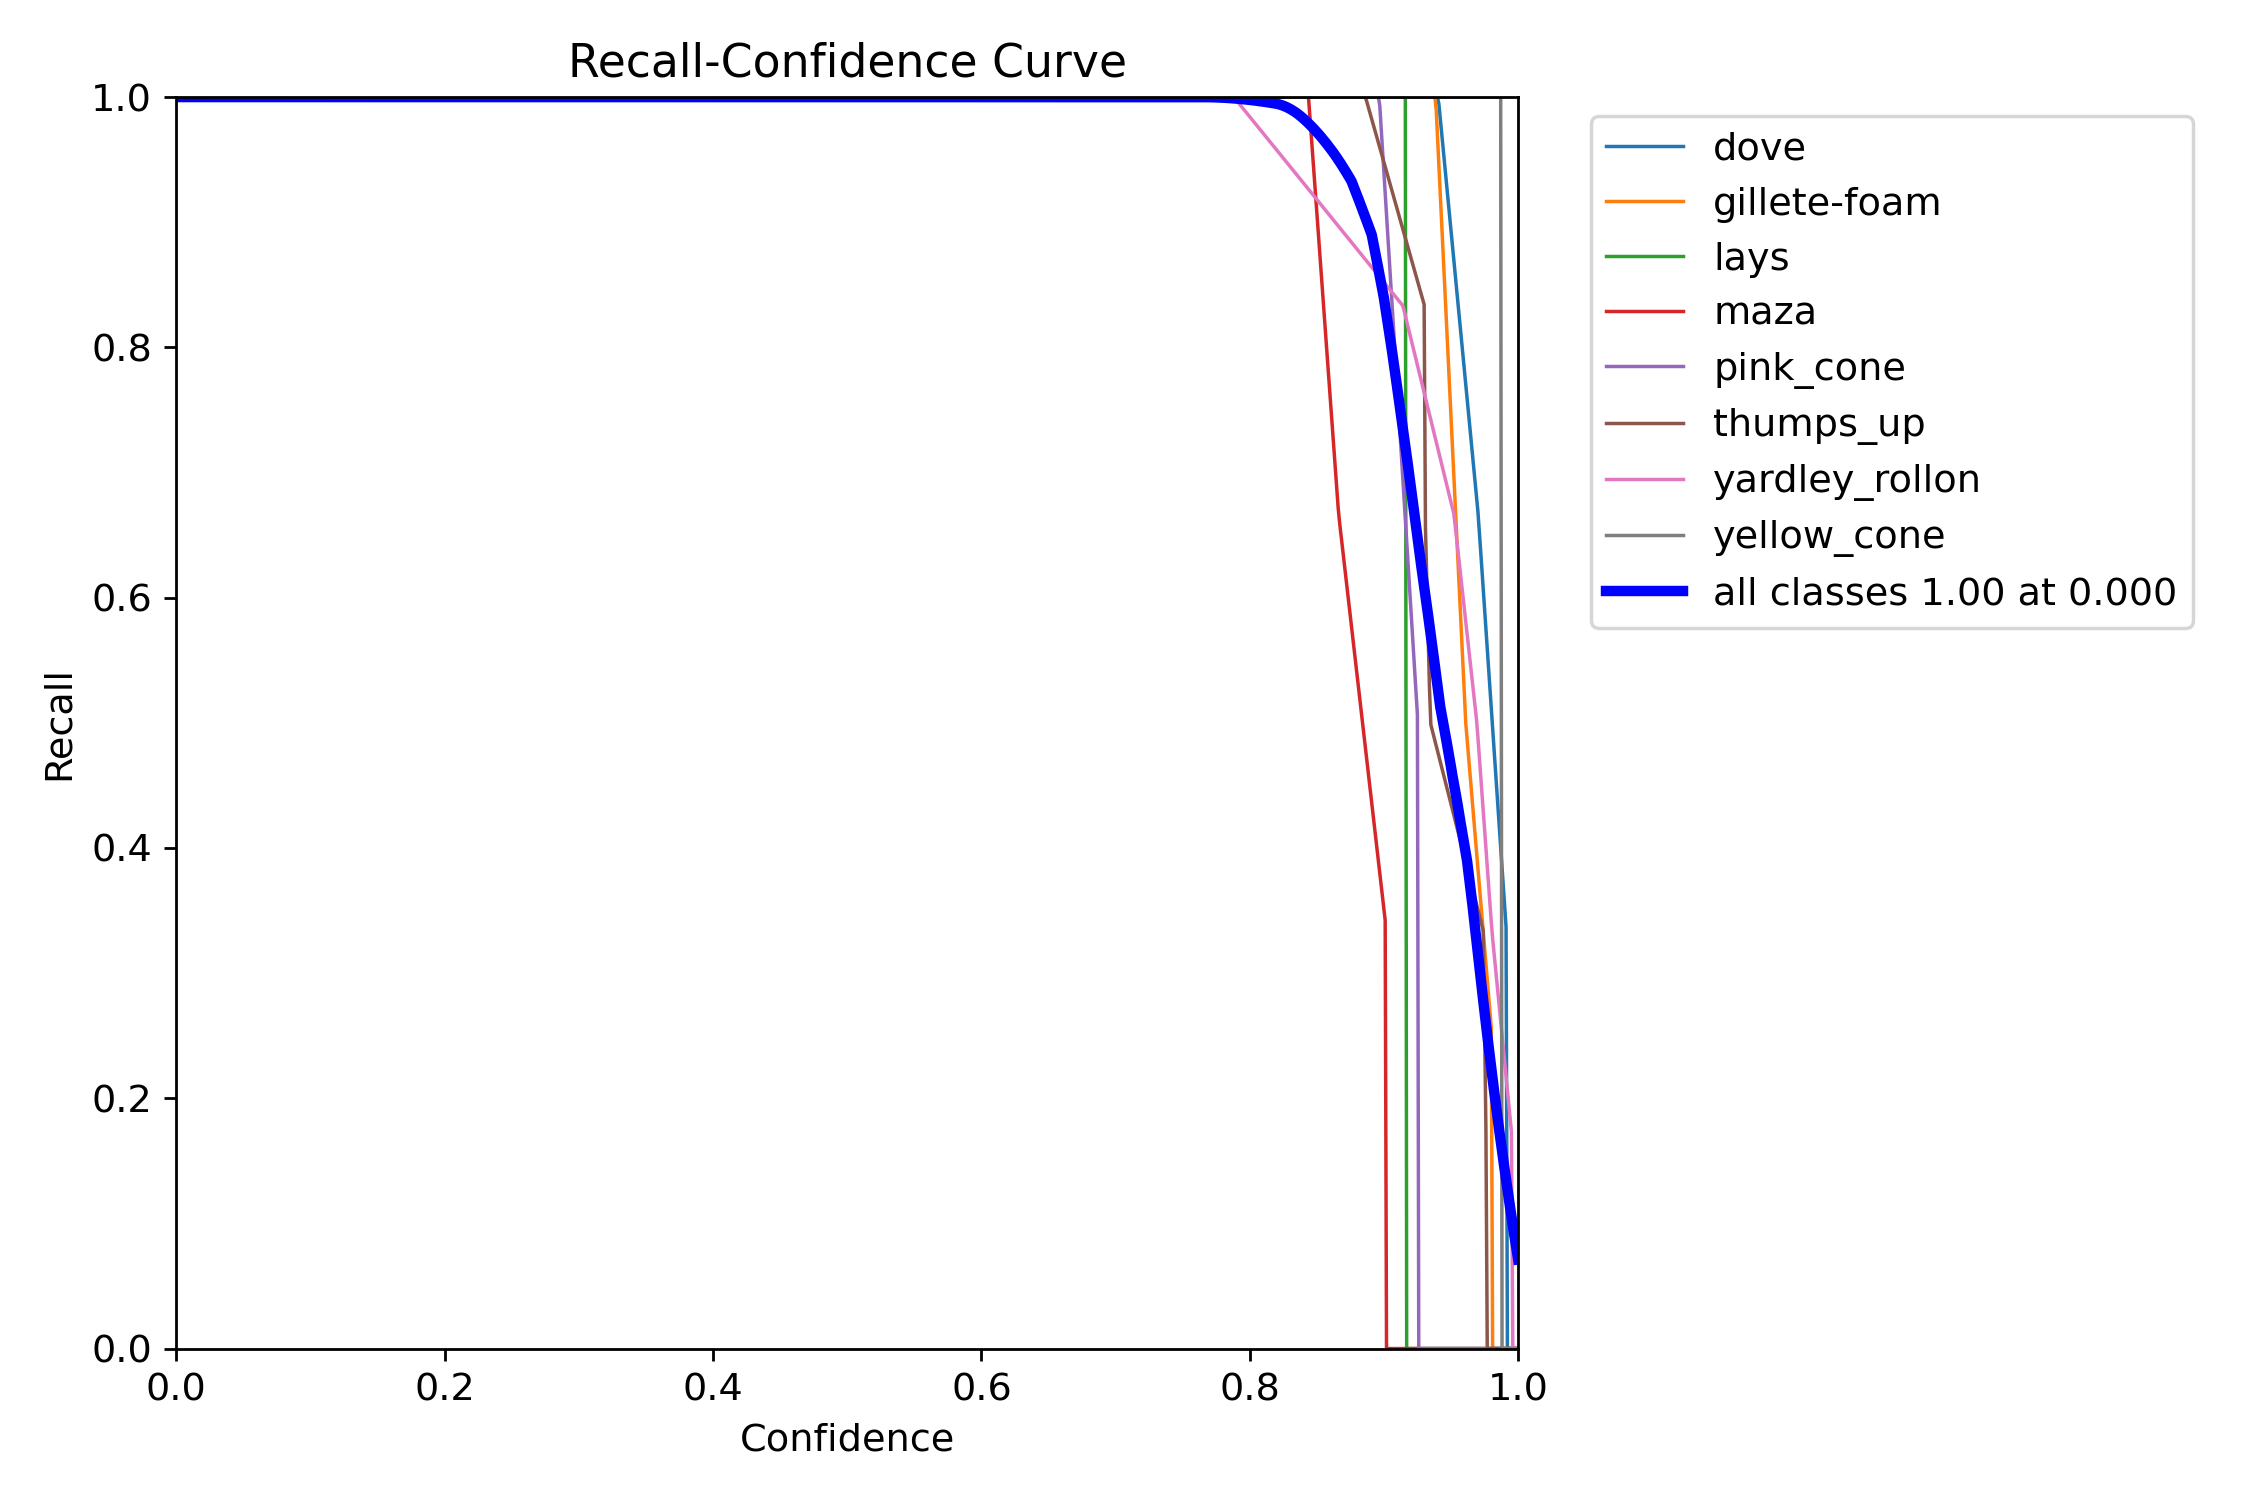 Recall-Confidence Curve
1.0
0.8
0.6
0.4
0.2
0.0
Recall
0.0 0.2 0.4 0.6 0.8 1.0
Confidence
dove
gillete-foam
lays
maza
pink_cone
thumps_up
yardley_rollon
yellow_cone
all classes 1.00 at 0.000